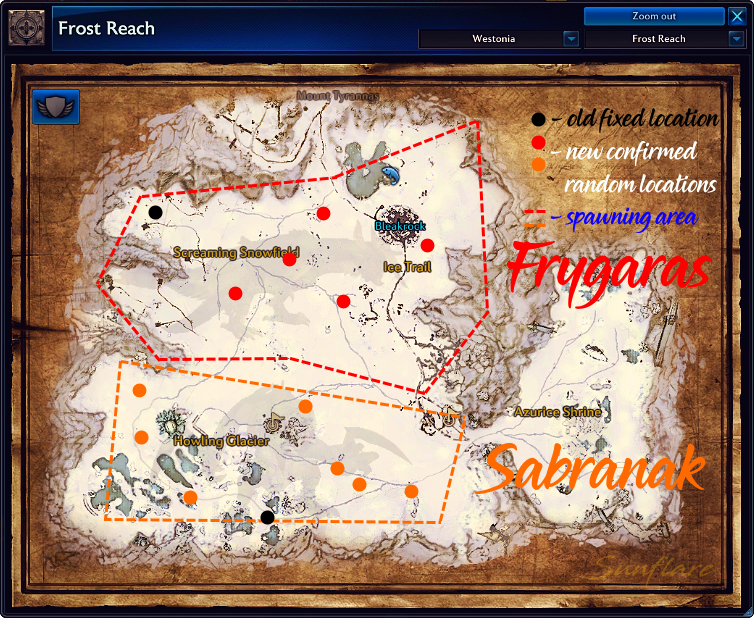 Frost Reach
Zoom out
Westonia
Frost Reach
Mount Tyrannas
- old fixed location
- new confirmed
- random locations
- spawning area
Bleakrock
Screaming Snowfield
Ice Trail
Frygaras
Azurice Shrine
Howling Glacier
Sabranak
Sunflare